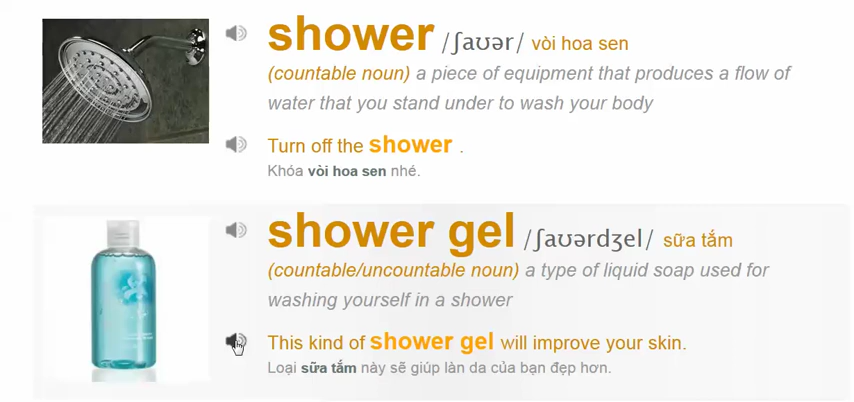 shower /ʃaʊər/ vòi hoa sen
(countable noun) a piece of equipment that produces a flow of
water that you stand under to wash your body
Turn off the shower .
Khóa vòi hoa sen nhé.
shower gel /ʃaʊərdʒel/ sữa tắm
(countable/uncountable noun) a type of liquid soap used for
washing yourself in a shower
This kind of shower gel will improve your skin.
Loại sữa tắm này sẽ giúp làn da của bạn đẹp hơn.